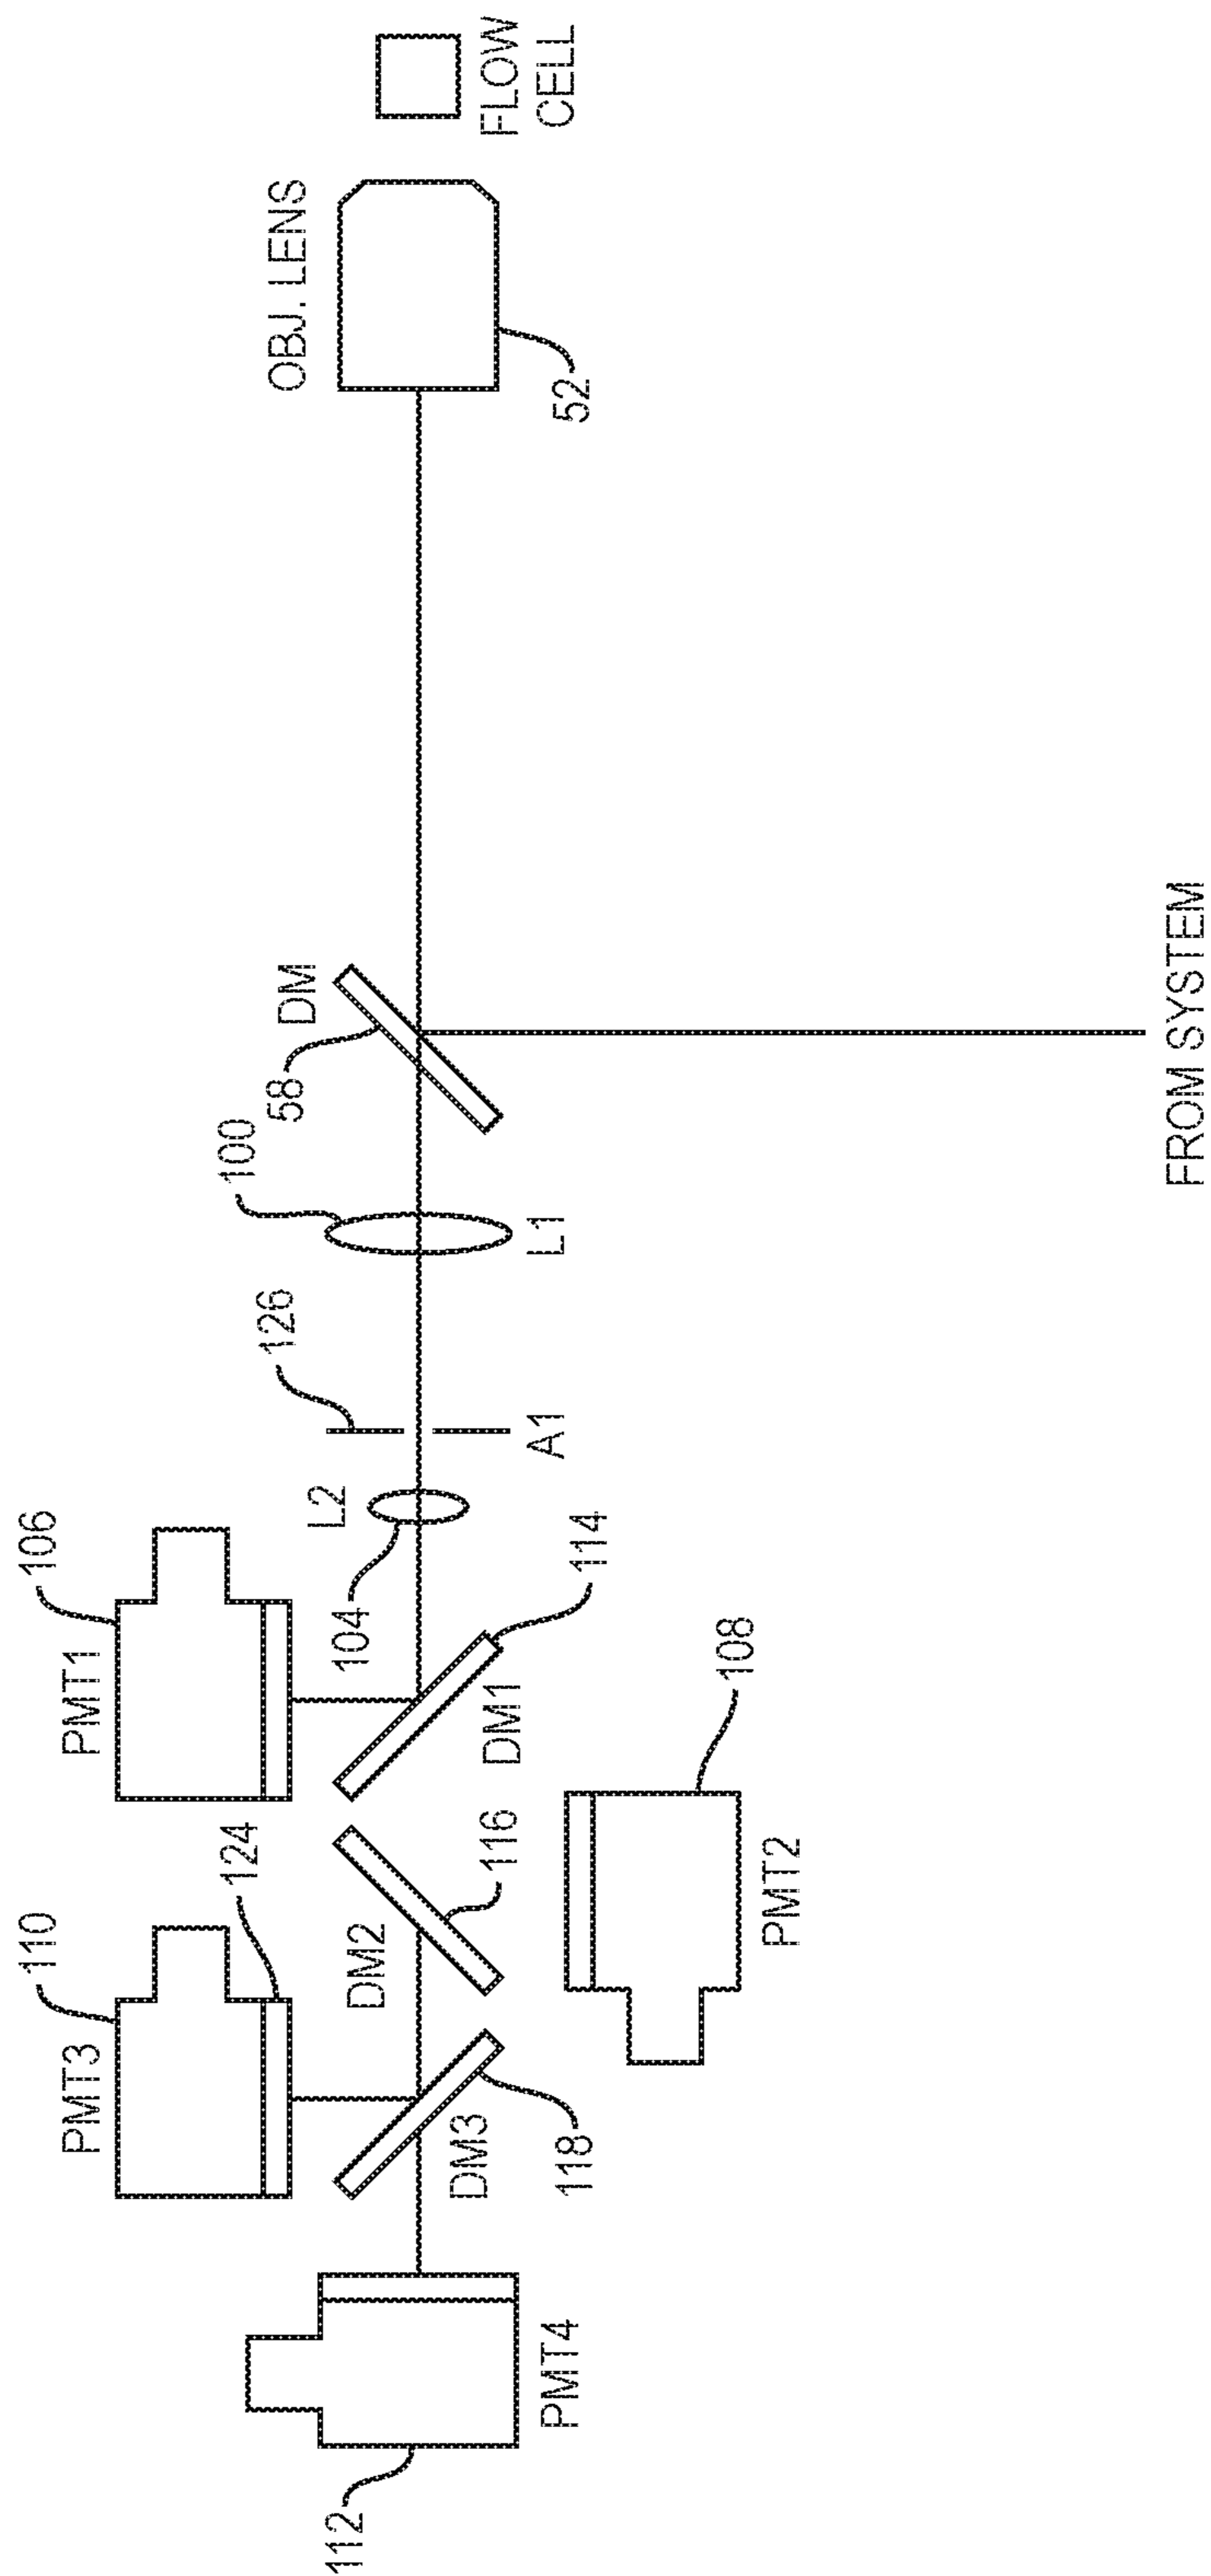 FLOW
CELL
OBJ. LENS
52
DM
58
FROM SYSTEM
100
L1
126
A1
L2
104
106
PMT1
114
DM1
108
PMT2
116
DM2
124
110
PMT3
118
DM3
PMT4
112